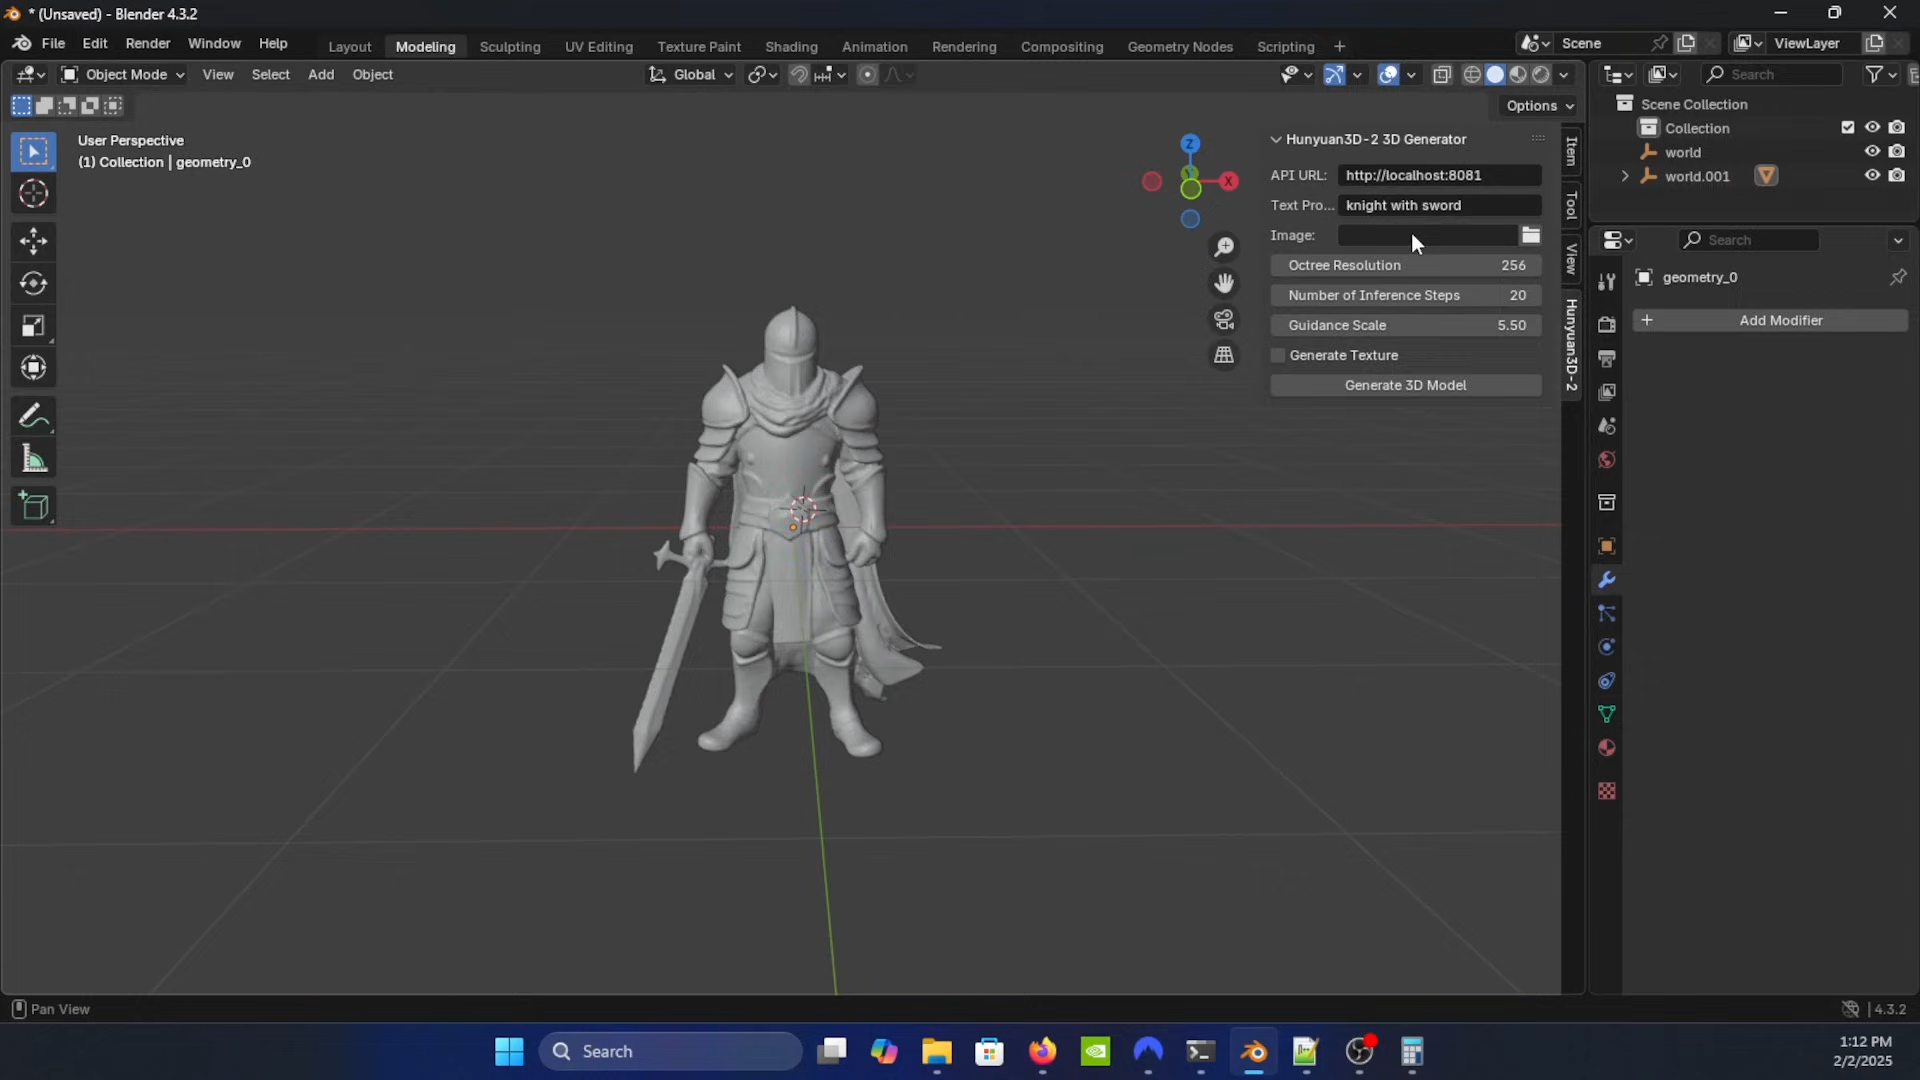 * (Unsaved) - Blender 4.3.2
File Edit Render Window Help
Layout Modeling Sculpting UV Editing Texture Paint Shading Animation Rendering Compositing Geometry Nodes Scripting +
Scene
ViewLayer
Object Mode View Select Add Object
Global
Search
Options
User Perspective
(1) Collection | geometry_0
Z
X
Y
Hunyuan3D-2 3D Generator
API URL: http://localhost:8081
Text Pro... knight with sword
Image:
Octree Resolution 256
Number of Inference Steps 20
Guidance Scale 5.50
Generate Texture
Generate 3D Model
Item
Tool
View
Hunyuan3D-2
Scene Collection
Collection
world
world.001
Search
geometry_0
+ Add Modifier
Pan View
4.3.2
Search
1:12 PM
2/2/2025